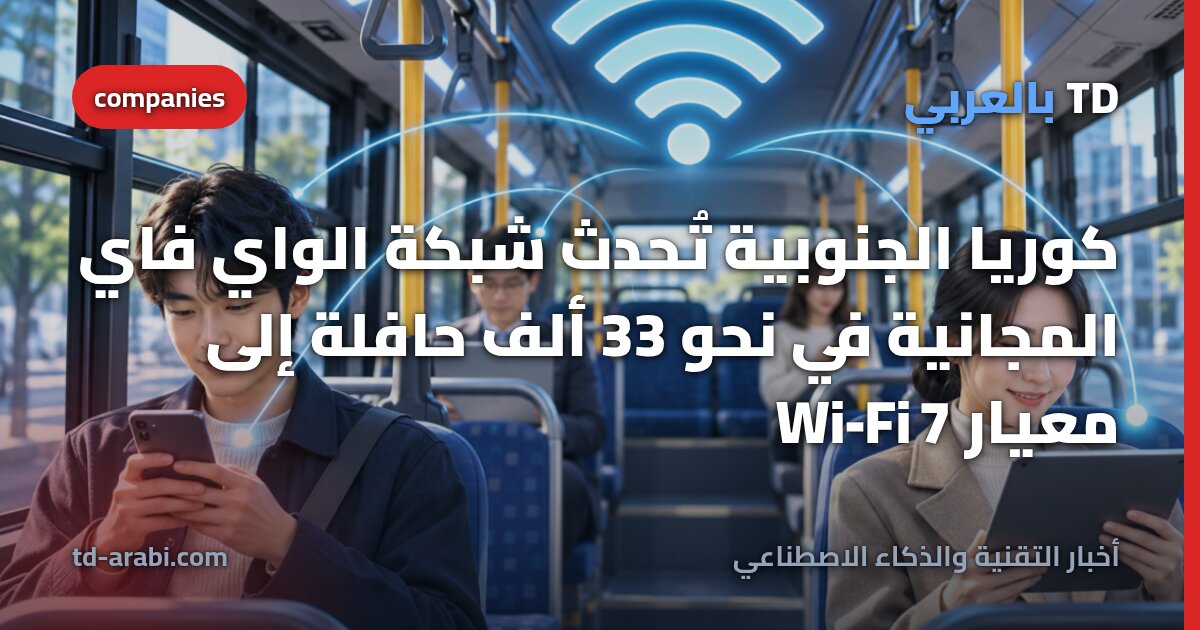 companies
TD بالعربي
كوريا الجنوبية تُحدث شبكة الواي فاي
المجانية في نحو 33 ألف حافلة إلى
معيار Wi-Fi 7
أخبار التقنية والذكاء الاصطناعي
td-arabi.com